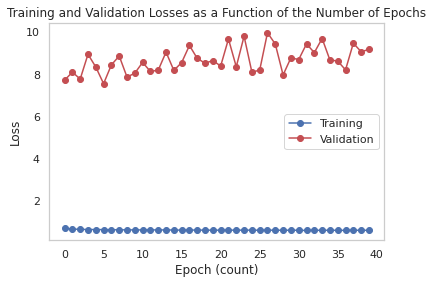 Training and Validation Losses as a Function of the Number of Epochs
10
8
6
4
2
Loss
Training
Validation
0 5 10 15 20 25 30 35 40
Epoch (count)